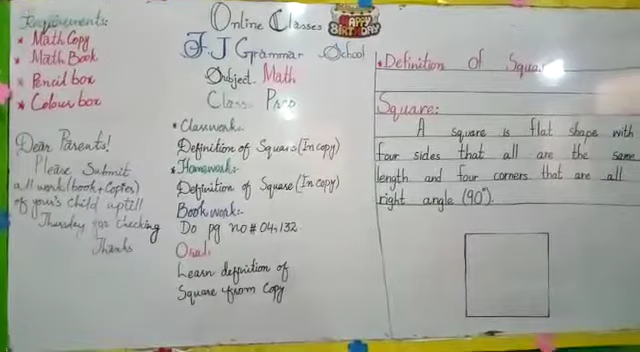 Requirements:
* Math Copy
* Math Book
* Pencil box
* Colour box
Dear Parents!
Please Submit
all work (book + Copies)
of your's child uptill
Thursday for checking
Thanks
Online Classes
HAPPY
BIRTHDAY
F.J Grammar School
Subject. Math
Class. Prep
* Classwork:-
Definition of Square (In copy)
* Homework:-
Definition of Square (In copy)
Book work:-
Do pg no # 04, 132
Oral:
Learn definition of
Square from Copy
* Definition of Square
Square:
A square is flat shape with
four sides that all are the same
length and four corners that are all
right angle (90°).